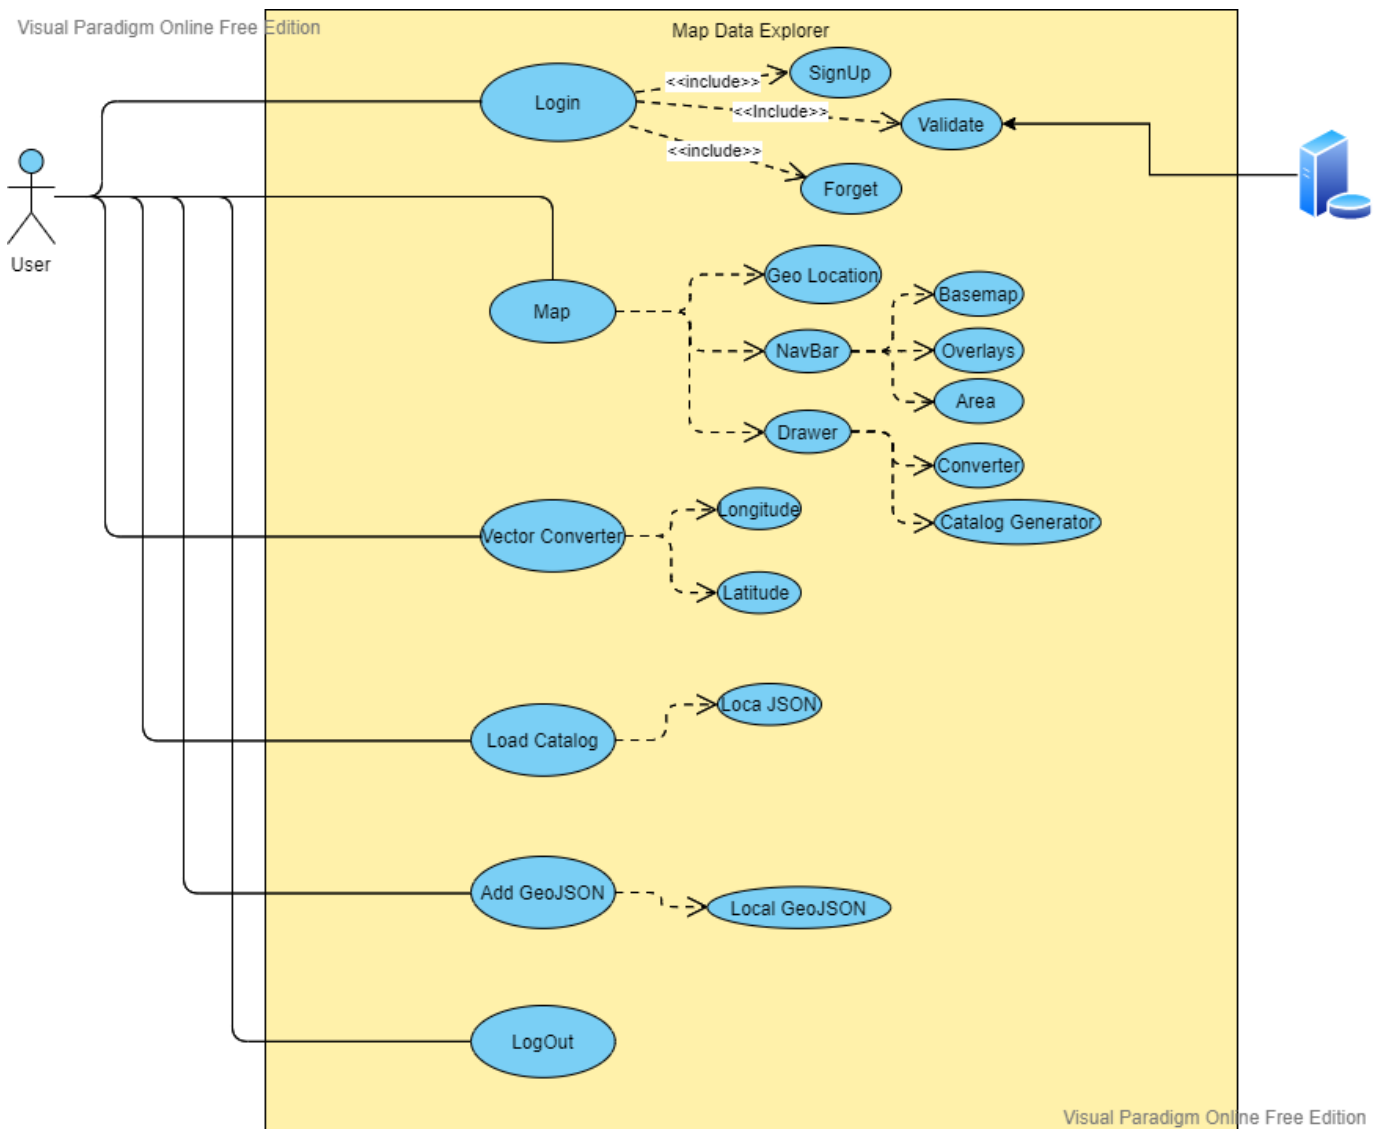 Visual Paradigm Online Free Edition
Map Data Explorer
Login
<<include>>
SignUp
<<Include>>
Validate
<<include>>
Forget
User
Map
Geo Location
Basemap
NavBar
Overlays
Area
Drawer
Converter
Catalog Generator
Vector Converter
Longitude
Latitude
Load Catalog
Loca JSON
Add GeoJSON
Local GeoJSON
LogOut
Visual Paradigm Online Free Edition